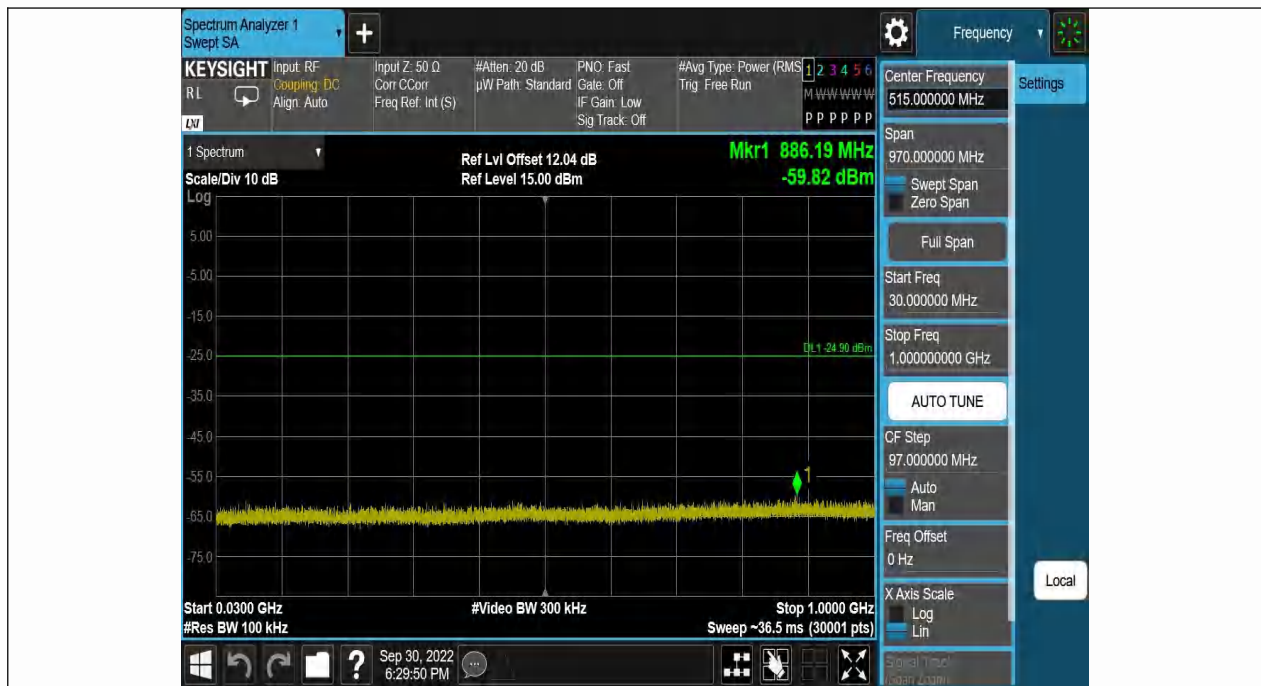 Spectrum Analyzer 1
Swept SA
+
Frequency
KEYSIGHT
RL
LXI
Input: RF
Coupling: DC
Align: Auto
Input Z: 50 Ω
Corr CCorr
Freq Ref: Int (S)
#Atten: 20 dB
µW Path: Standard
PNO: Fast
Gate: Off
IF Gain: Low
Sig Track: Off
#Avg Type: Power (RMS
Trig: Free Run
1 2 3 4 5 6
M W W W W W
P P P P P P
1 Spectrum
Scale/Div 10 dB
Log
Ref Lvl Offset 12.04 dB
Ref Level 15.00 dBm
Mkr1 886.19 MHz
-59.82 dBm
5.00
-5.00
-15.0
-25.0
DL1 -24.90 dBm
-35.0
-45.0
-55.0
1
-65.0
-75.0
Start 0.0300 GHz
#Res BW 100 kHz
#Video BW 300 kHz
Stop 1.0000 GHz
Sweep ~36.5 ms (30001 pts)
Center Frequency
515.000000 MHz
Settings
Span
970.000000 MHz
Swept Span
Zero Span
Full Span
Start Freq
30.000000 MHz
Stop Freq
1.000000000 GHz
AUTO TUNE
CF Step
97.000000 MHz
Auto
Man
Freq Offset
0 Hz
X Axis Scale
Log
Lin
Signal Track
(Span Zoom)
Local
?
Sep 30, 2022
6:29:50 PM